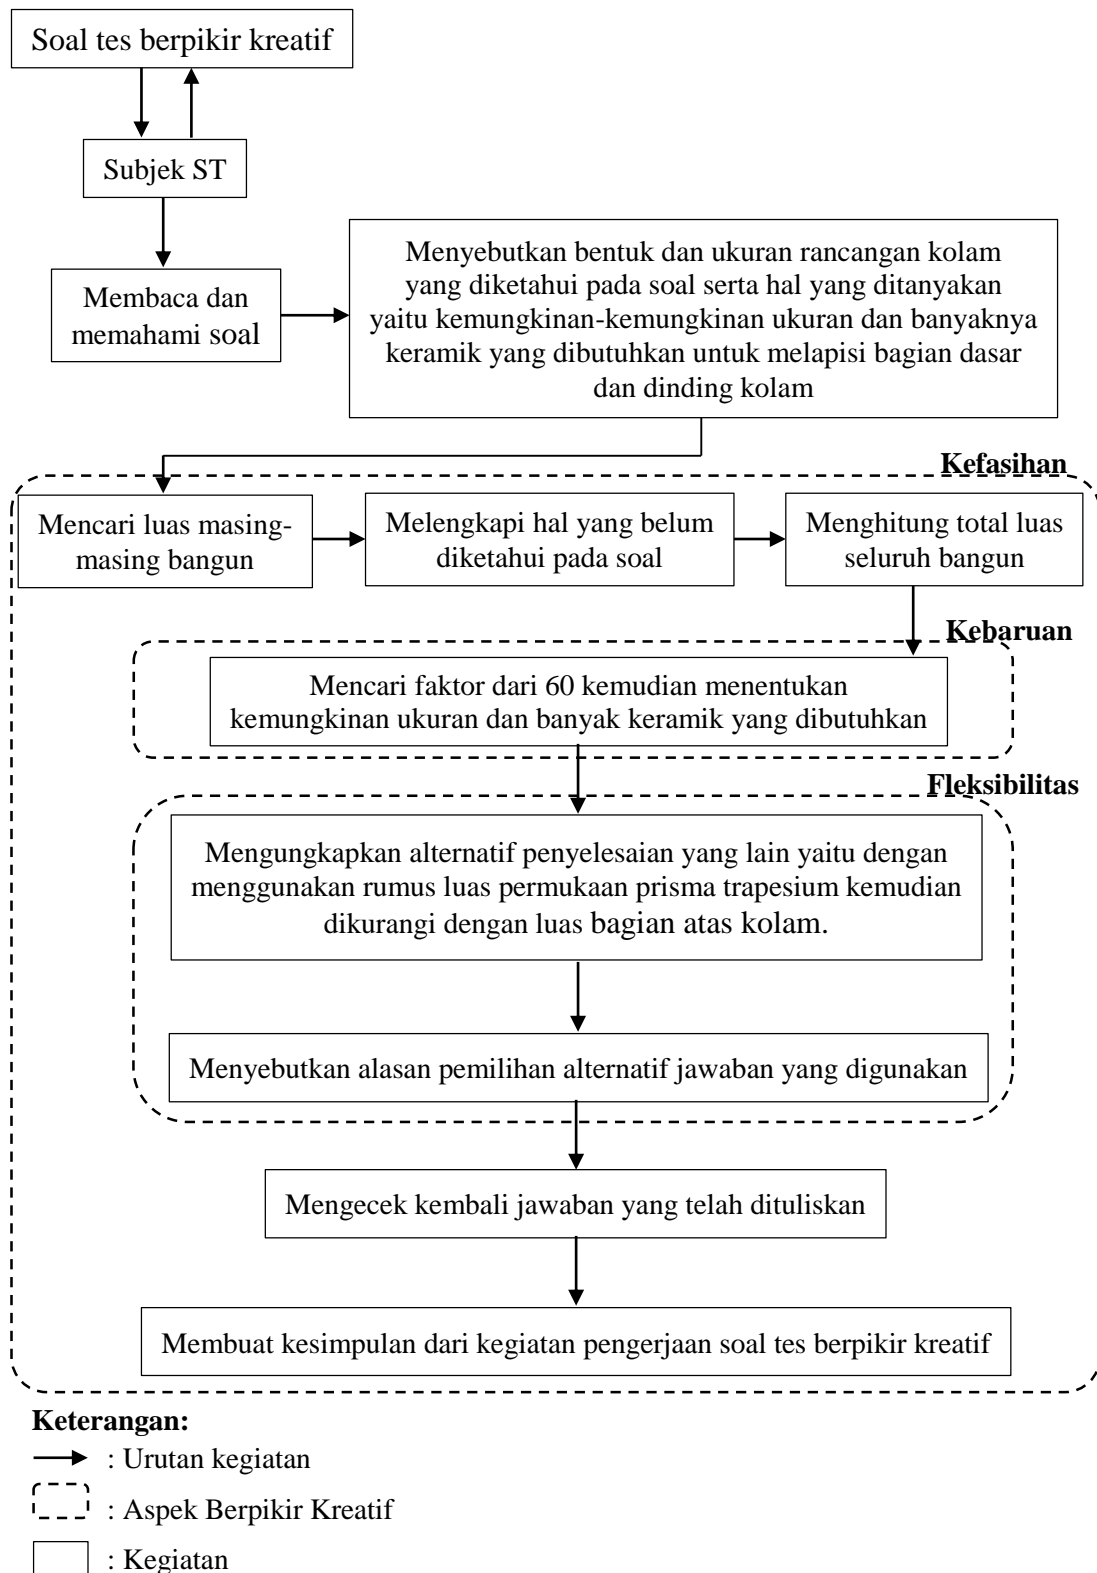 Soal tes berpikir kreatif
Subjek ST
Membaca dan
memahami soal
Menyebutkan bentuk dan ukuran rancangan kolam
yang diketahui pada soal serta hal yang ditanyakan
yaitu kemungkinan-kemungkinan ukuran dan banyaknya
keramik yang dibutuhkan untuk melapisi bagian dasar
dan dinding kolam
Kefasihan
Mencari luas masing-
masing bangun
Melengkapi hal yang belum
diketahui pada soal
Menghitung total luas
seluruh bangun
Kebaruan
Mencari faktor dari 60 kemudian menentukan
kemungkinan ukuran dan banyak keramik yang dibutuhkan
Fleksibilitas
Mengungkapkan alternatif penyelesaian yang lain yaitu dengan
menggunakan rumus luas permukaan prisma trapesium kemudian
dikurangi dengan luas bagian atas kolam.
Menyebutkan alasan pemilihan alternatif jawaban yang digunakan
Mengecek kembali jawaban yang telah dituliskan
Membuat kesimpulan dari kegiatan pengerjaan soal tes berpikir kreatif
Keterangan:
: Urutan kegiatan
: Aspek Berpikir Kreatif
: Kegiatan